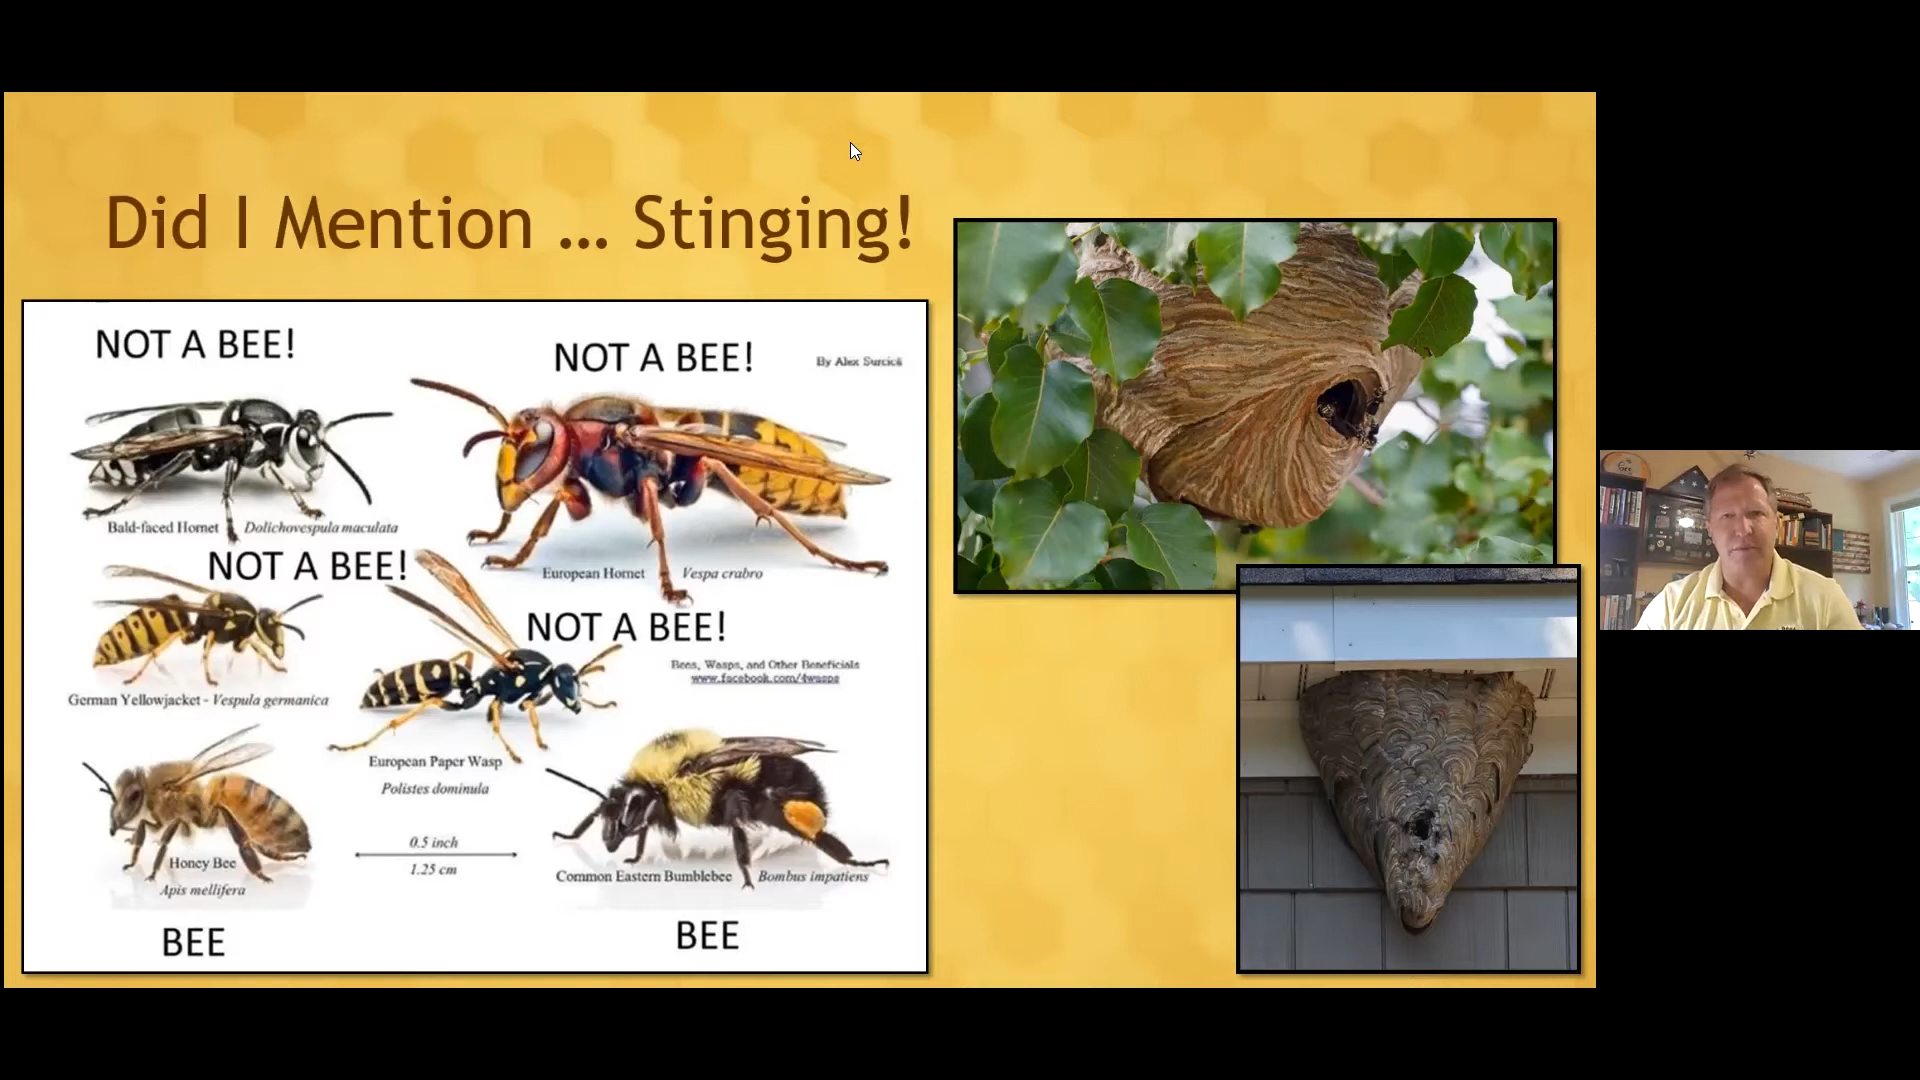 Did I Mention ... Stinging!
NOT A BEE!
NOT A BEE!
By Alex Surcică
Bald-faced Hornet Dolichovespula maculata
European Hornet Vespa crabro
NOT A BEE!
NOT A BEE!
Bees, Wasps, and Other Beneficials
www.facebook.com/4wasps
German Yellowjacket - Vespula germanica
European Paper Wasp
Polistes dominula
0.5 inch
1.25 cm
Honey Bee
Apis mellifera
Common Eastern Bumblebee Bombus impatiens
BEE
BEE